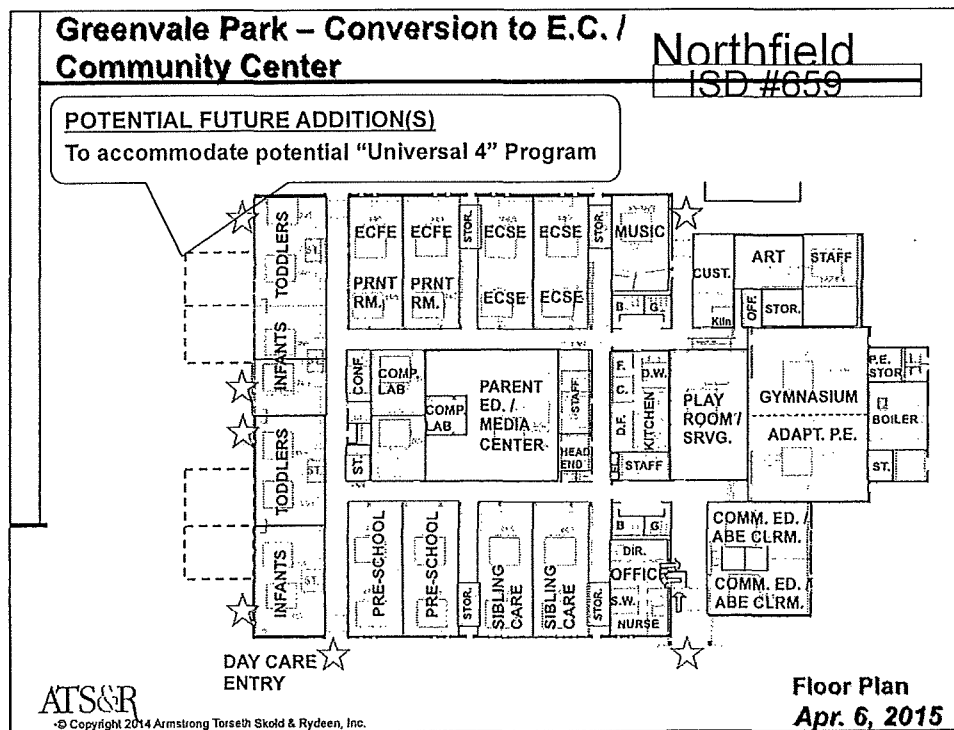 Greenvale Park – Conversion to E.C. /
Community Center
Northfield
ISD #659
POTENTIAL FUTURE ADDITION(S)
To accommodate potential “Universal 4” Program
TODDLERS
ST.
INFANTS
TODDLERS
ST.
INFANTS
ST.
ECFE
ECFE
STOR.
ECSE
ECSE
STOR.
MUSIC
PRNT
RM.
PRNT
RM.
ECSE
ECSE
B
G
CUST.
ART
STAFF
Kiln
OFF.
STOR.
CONF.
COMP.
LAB
COMP.
LAB
ST.
PARENT
ED. /
MEDIA
CENTER
STAFF
HEAD
END
F.
C.
D.F.
D.W.
KITCHEN
STAFF
PLAY
ROOM /
SRVG.
GYMNASIUM
ADAPT. P.E.
P.E.
STOR
BOILER
ST.
PRE-SCHOOL
PRE-SCHOOL
STOR.
SIBLING
CARE
SIBLING
CARE
STOR.
B
G
DIR.
OFFIC
S.W.
NURSE
COMM. ED. /
ABE CLRM.
COMM. ED. /
ABE CLRM.
DAY CARE
ENTRY
ATS&R
•© Copyright 2014 Armstrong Torseth Skold & Rydeen, Inc.
Floor Plan
Apr. 6, 2015